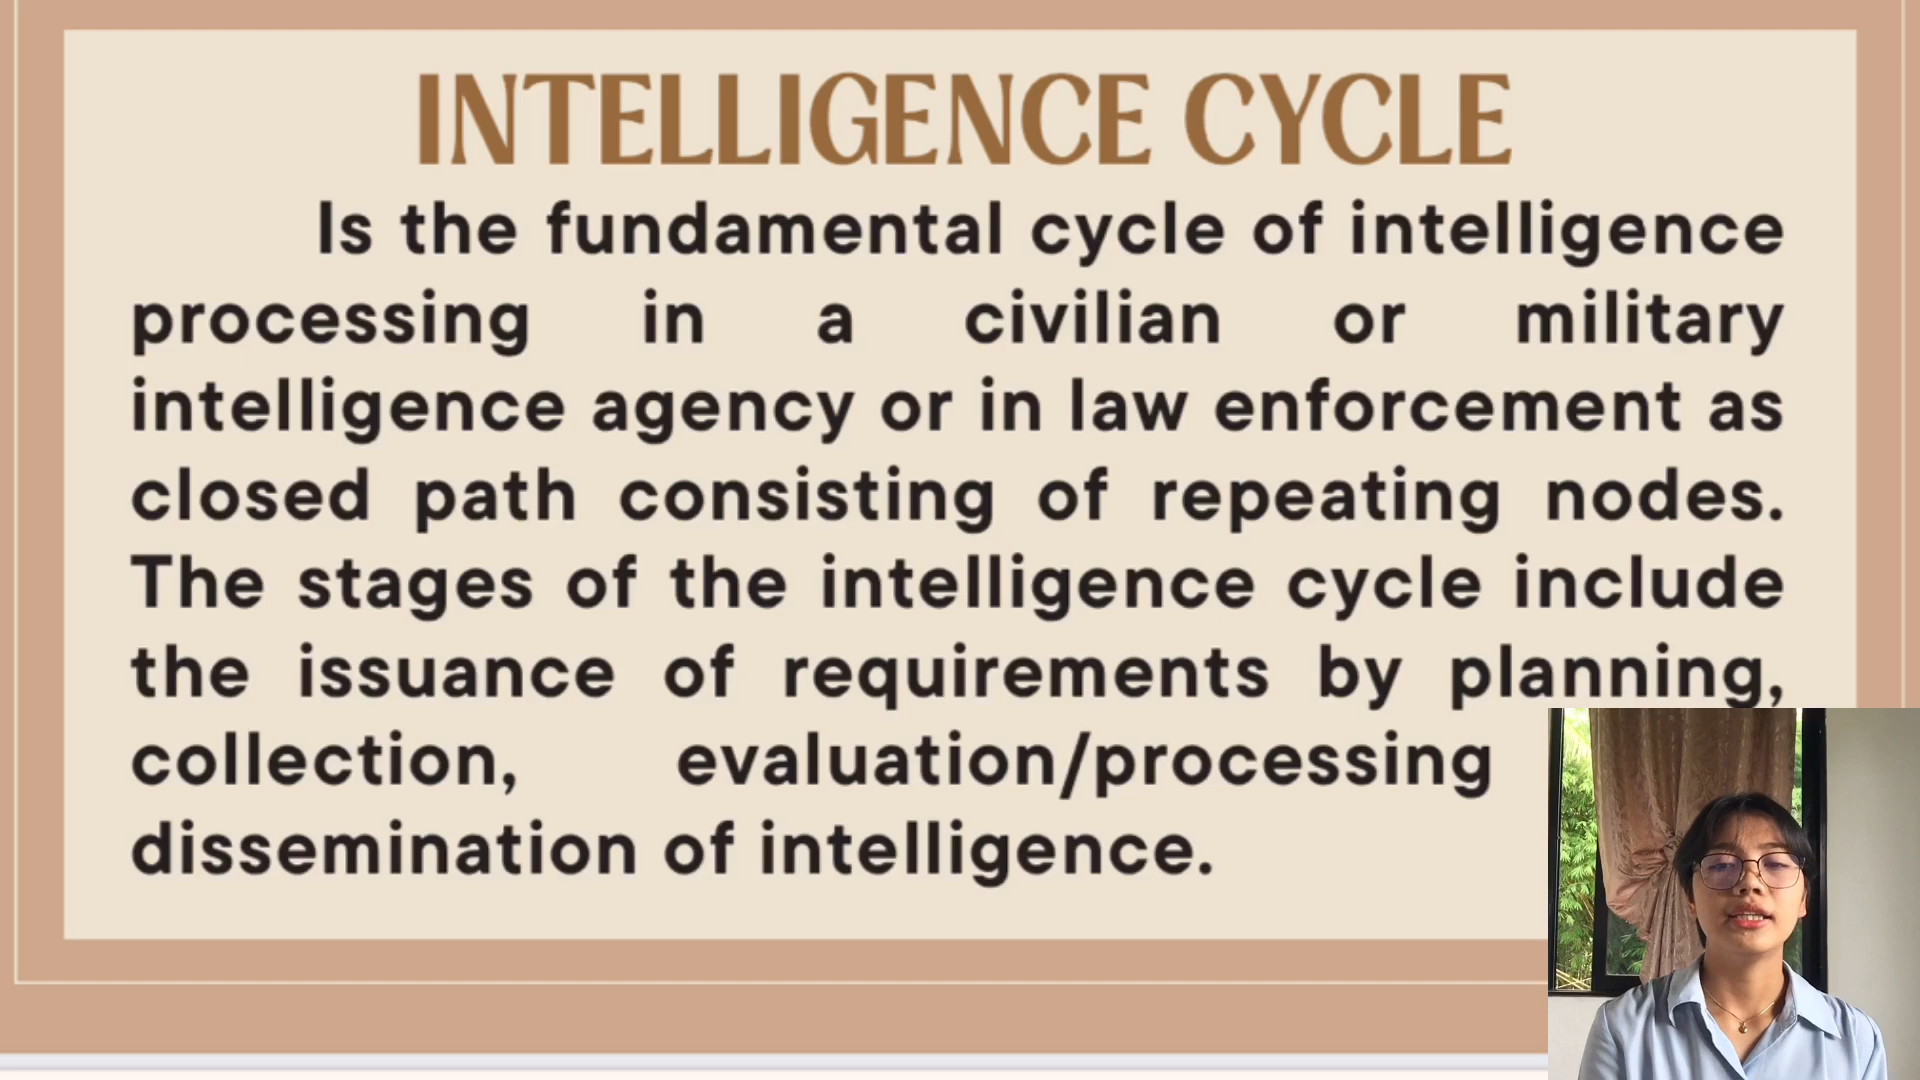 INTELLIGENCE CYCLE
Is the fundamental cycle of intelligence
processing in a civilian or military
intelligence agency or in law enforcement as
closed path consisting of repeating nodes.
The stages of the intelligence cycle include
the issuance of requirements by planning,
collection, evaluation/processing
dissemination of intelligence.